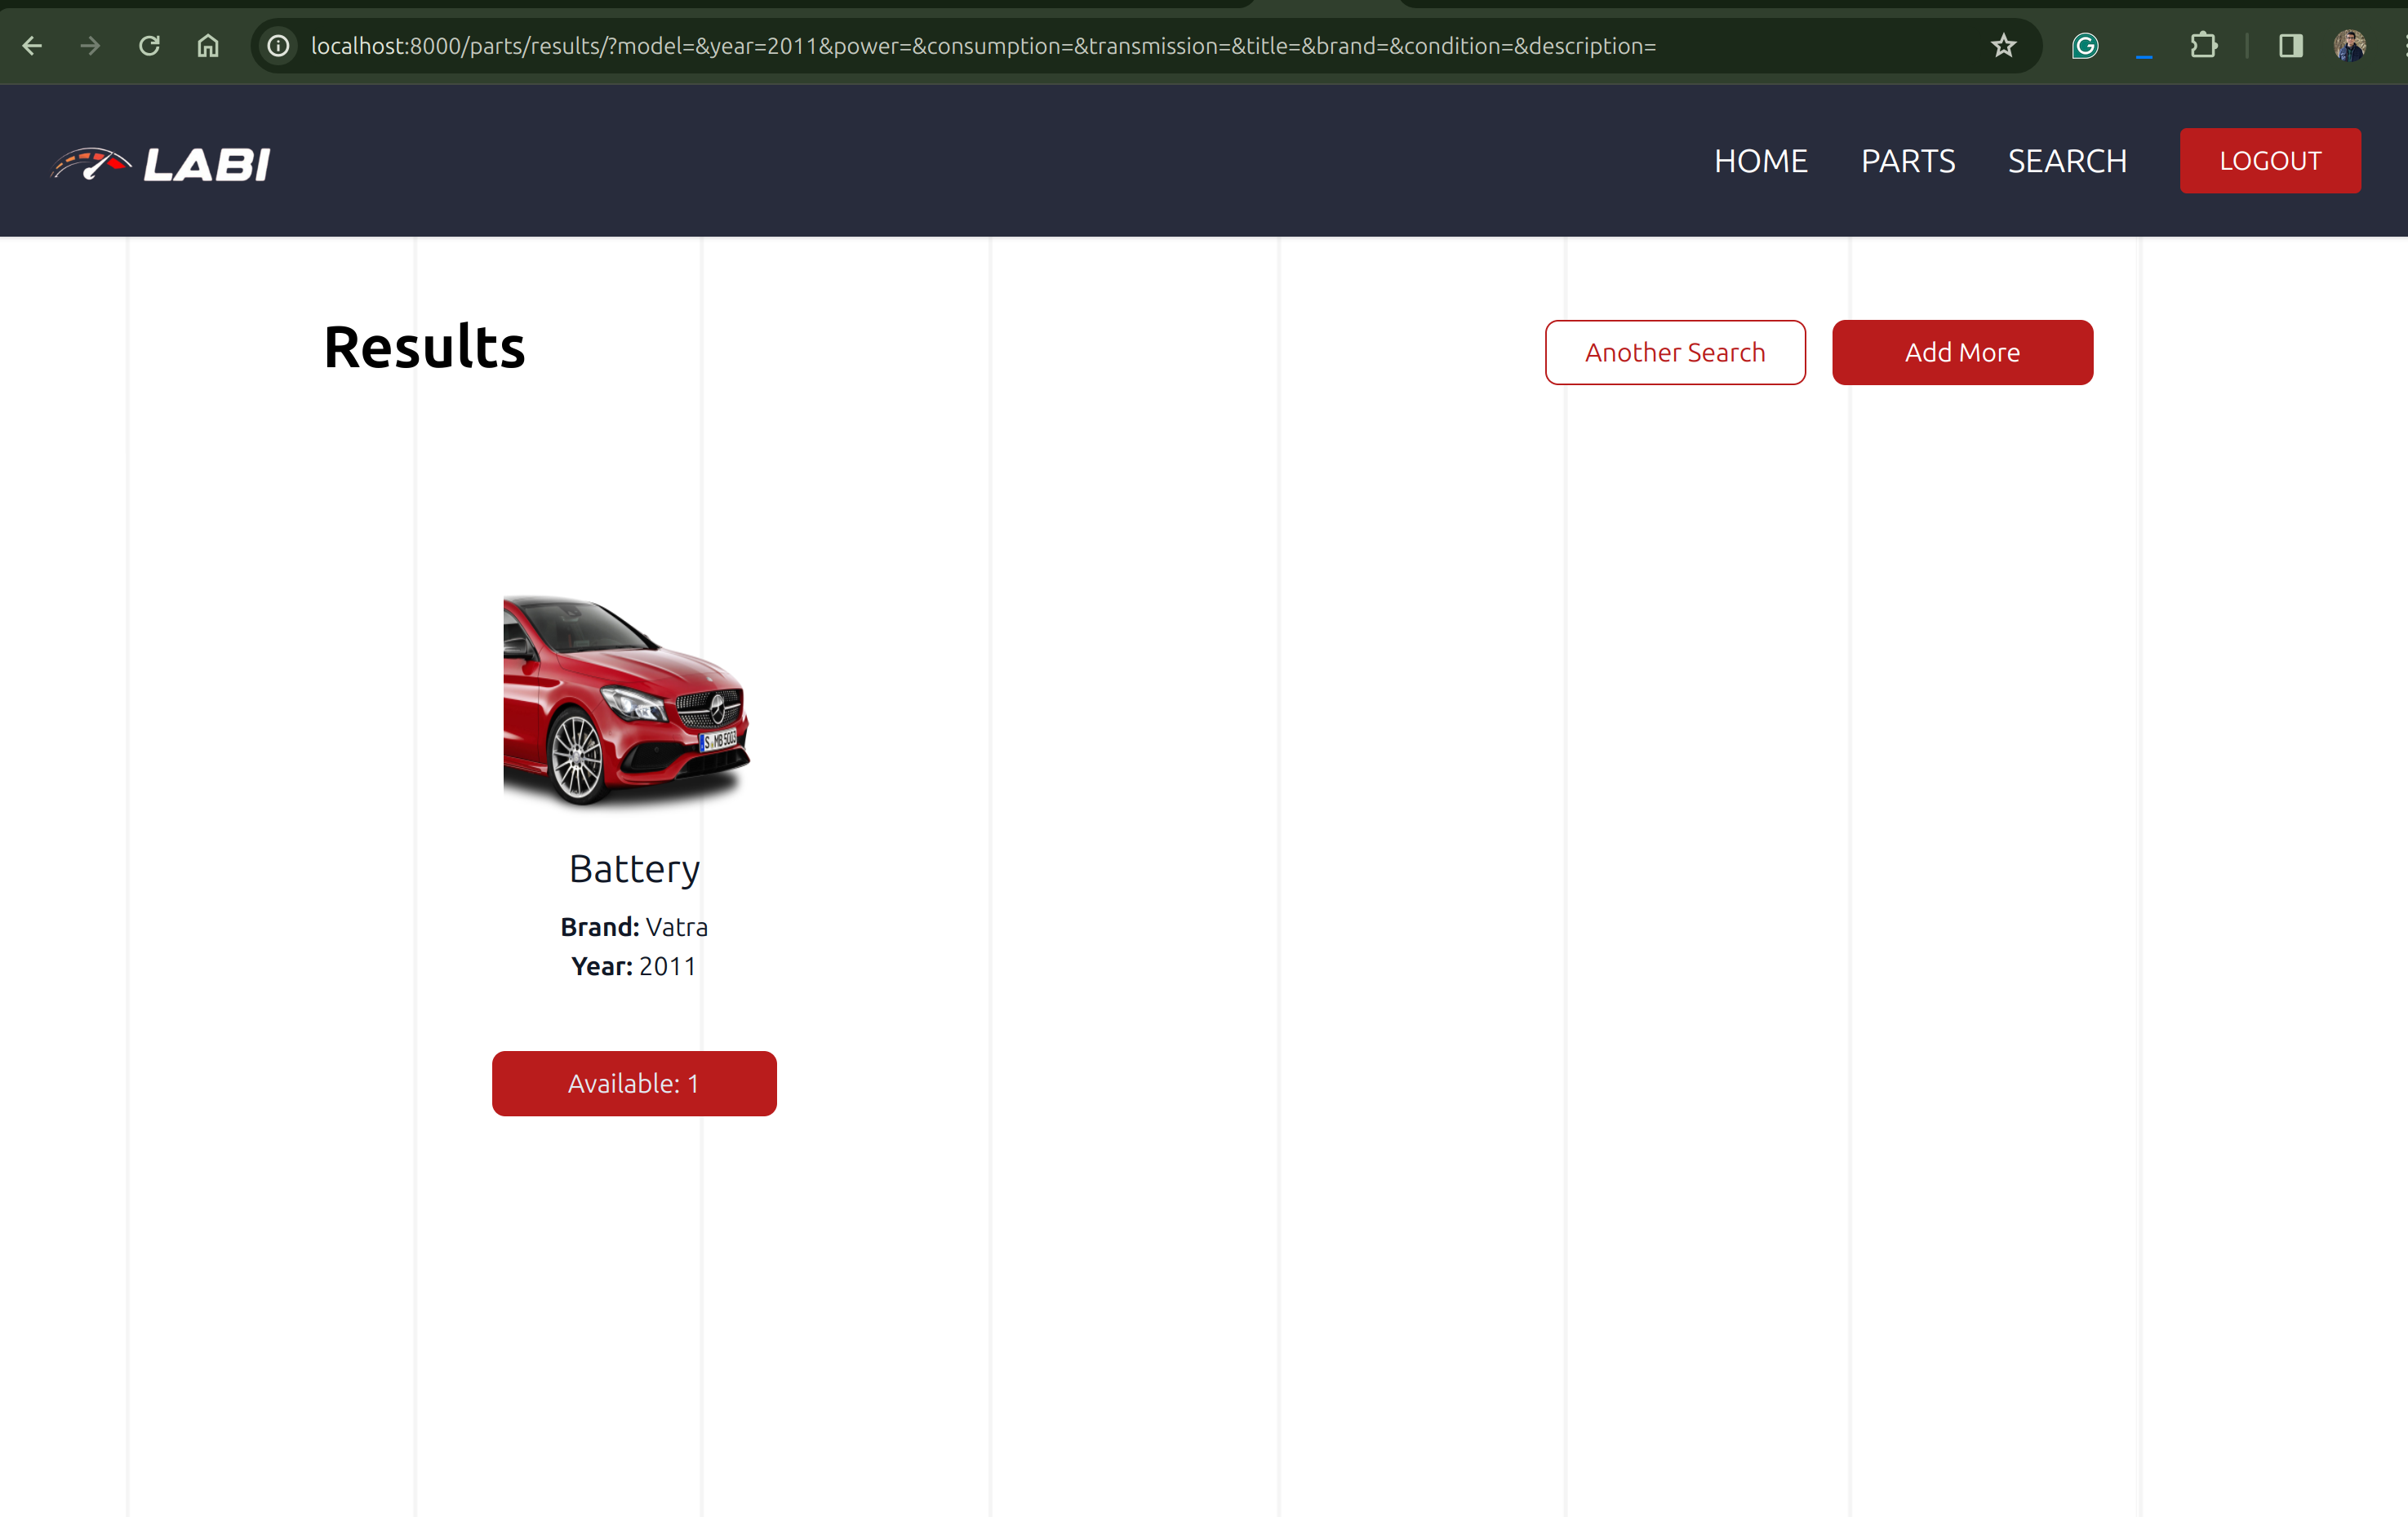 localhost:8000/parts/results/?model=&year=2011&power=&consumption=&transmission=&title=&brand=&condition=&description=
LABI
HOME PARTS SEARCH LOGOUT
Results
Another Search Add More
S MB 5003
Battery
Brand: Vatra
Year: 2011
Available: 1